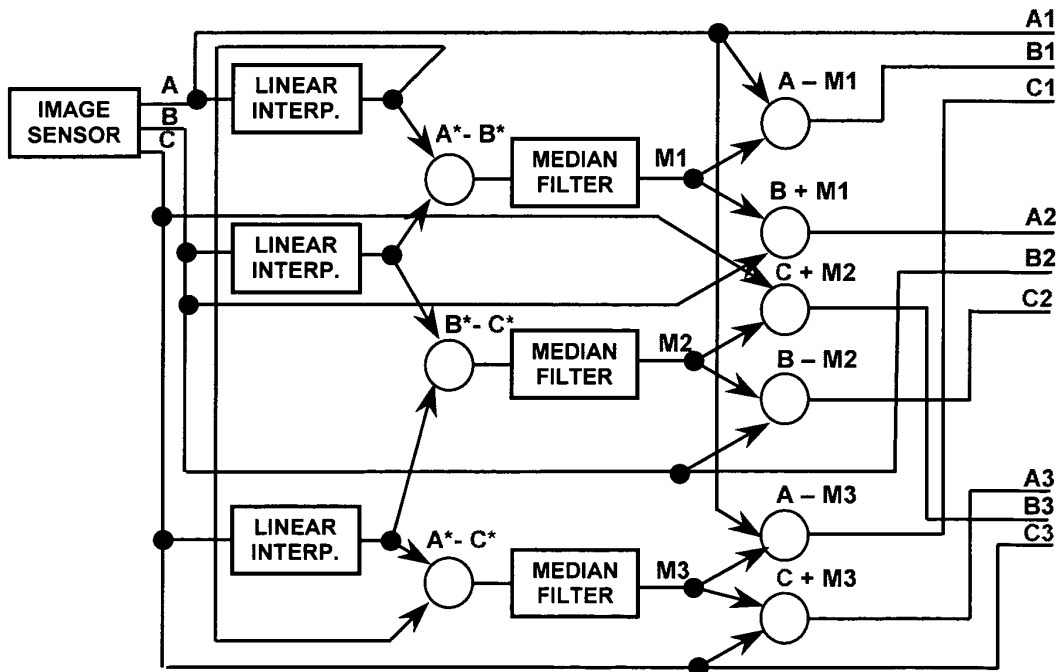 A1
B1
C1
A
B
C
IMAGE
SENSOR
LINEAR
INTERP.
A*- B*
MEDIAN
FILTER
M1
A – M1
B + M1
A2
LINEAR
INTERP.
B2
C + M2
C2
B*- C*
MEDIAN
FILTER
M2
B – M2
A3
B3
C3
LINEAR
INTERP.
A*- C*
MEDIAN
FILTER
M3
A – M3
C + M3